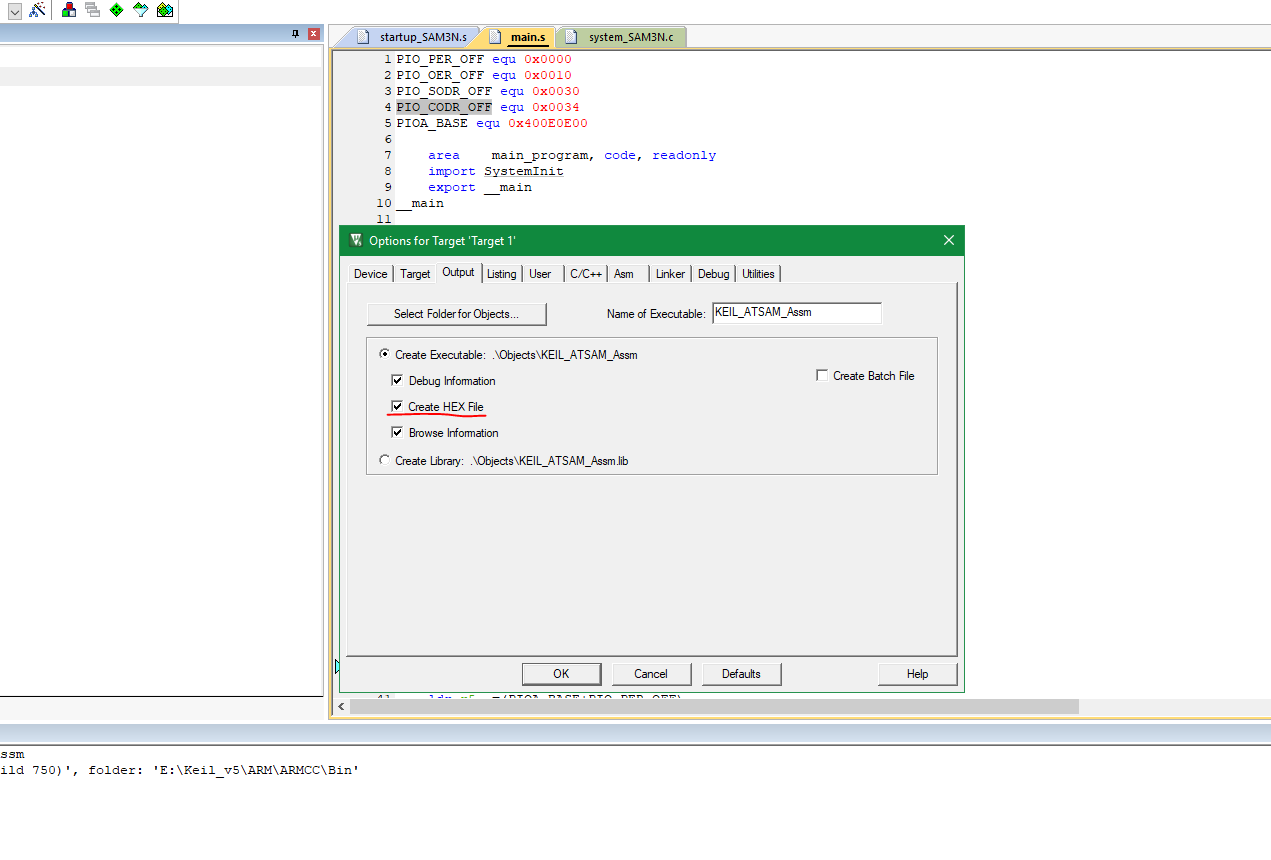 startup_SAM3N.s main.s system_SAM3N.c
1 PIO_PER_OFF equ 0x0000
2 PIO_OER_OFF equ 0x0010
3 PIO_SODR_OFF equ 0x0030
4 PIO_CODR_OFF equ 0x0034
5 PIOA_BASE equ 0x400E0E00
6
7 area main_program, code, readonly
8 import SystemInit
9 export __main
10 __main
11
Options for Target 'Target 1'
Device Target Output Listing User C/C++ Asm Linker Debug Utilities
Select Folder for Objects... Name of Executable: KEIL_ATSAM_Assm
Create Executable: .\Objects\KEIL_ATSAM_Assm
Debug Information Create Batch File
Create HEX File
Browse Information
Create Library: .\Objects\KEIL_ATSAM_Assm.lib
OK Cancel Defaults Help
ssm
ild 750)', folder: 'E:\Keil_v5\ARM\ARMCC\Bin'